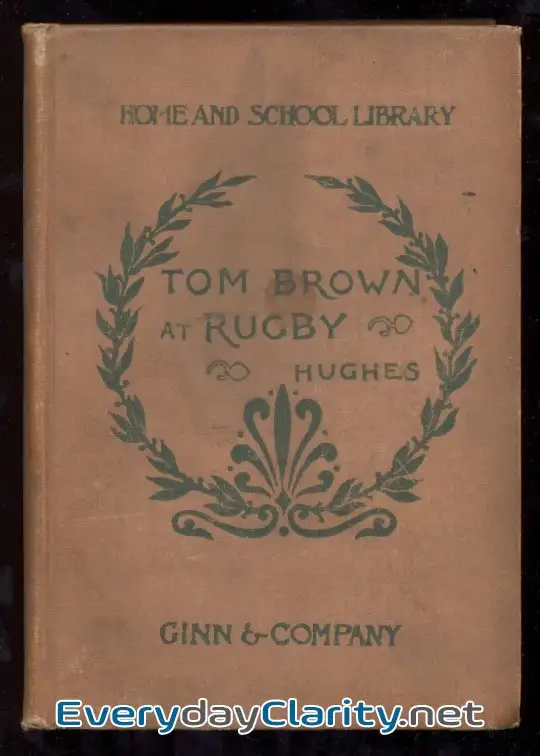 HOME AND SCHOOL LIBRARY
TOM BROWN
AT RUGBY
HUGHES
GINN & COMPANY
EverydayClarity.net